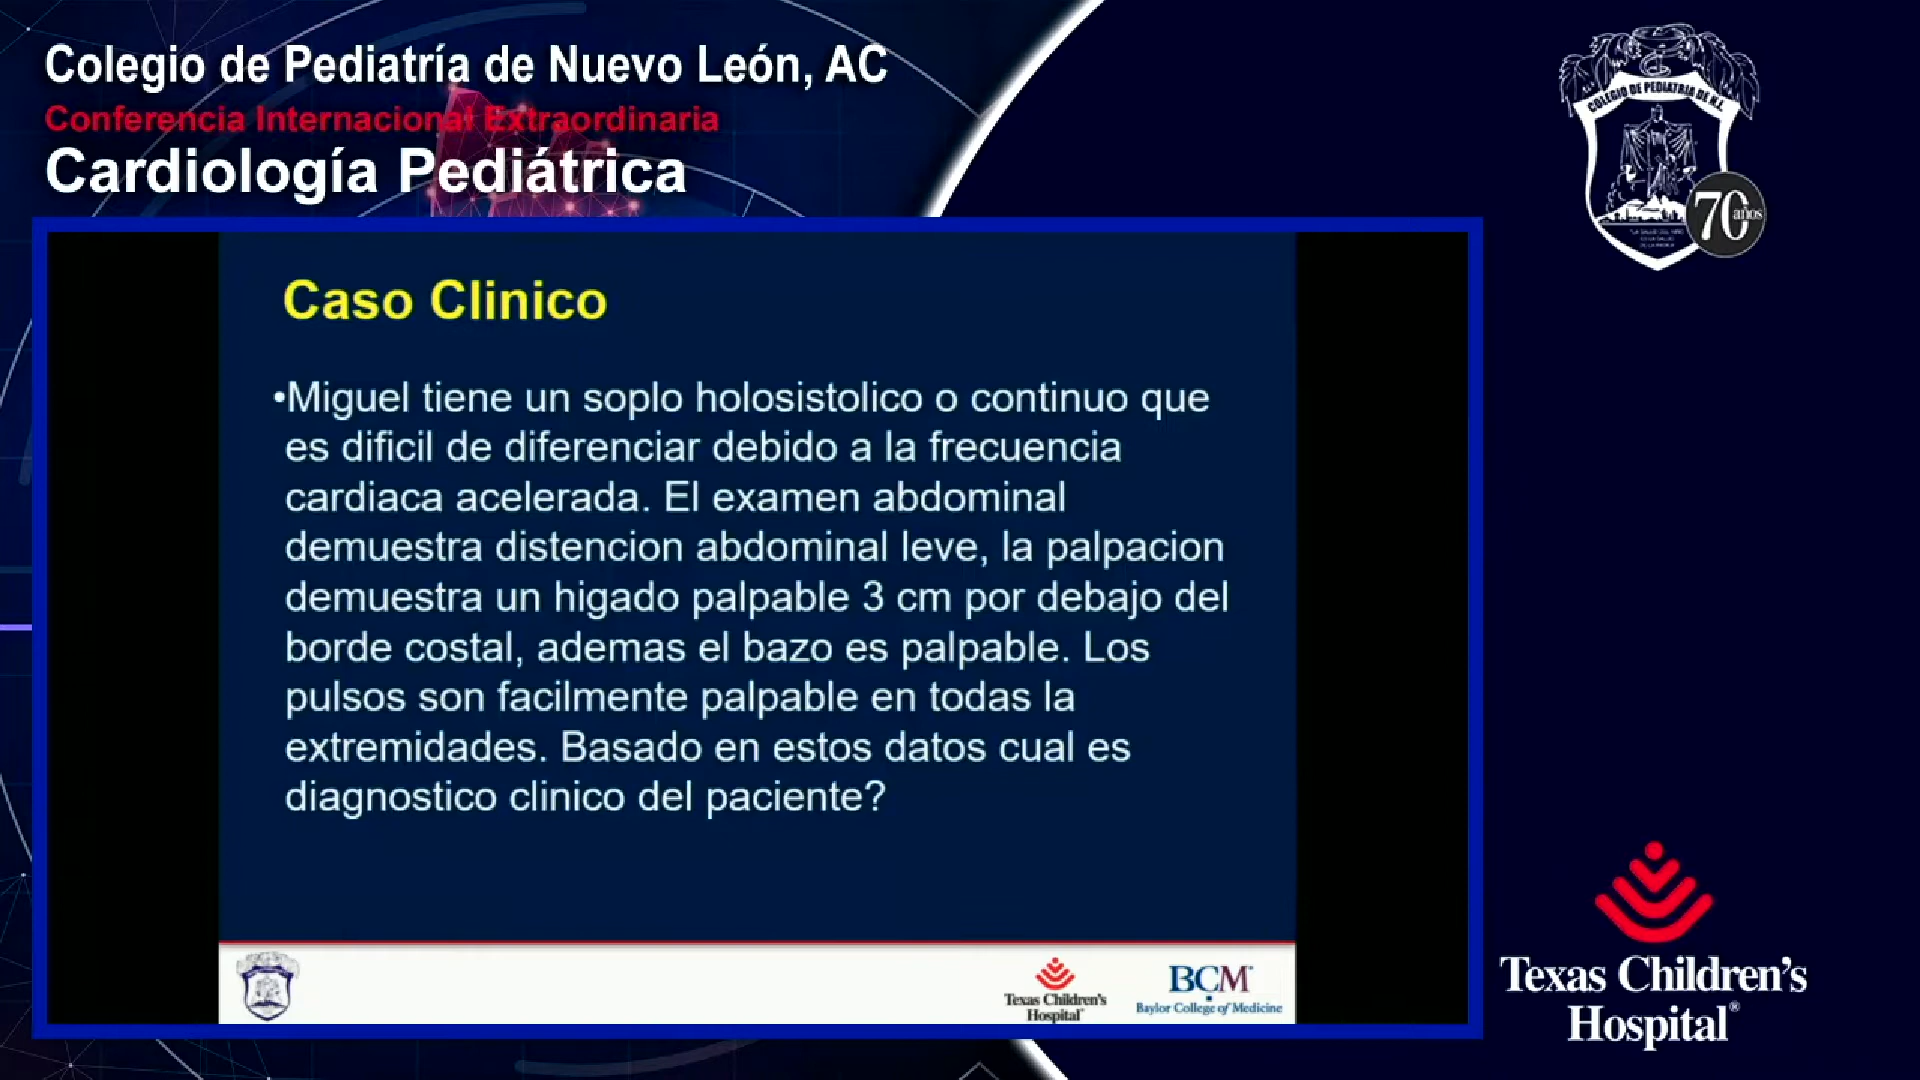 Colegio de Pediatría de Nuevo León, AC
Conferencia Internacional Extraordinaria
Cardiología Pediátrica
COLEGIO DE PEDIATRIA DE N.L.
70 años
Caso Clinico
•Miguel tiene un soplo holosistolico o continuo que
es dificil de diferenciar debido a la frecuencia
cardiaca acelerada. El examen abdominal
demuestra distencion abdominal leve, la palpacion
demuestra un higado palpable 3 cm por debajo del
borde costal, ademas el bazo es palpable. Los
pulsos son facilmente palpable en todas la
extremidades. Basado en estos datos cual es
diagnostico clinico del paciente?
Texas Children's
Hospital
BCM
Baylor College of Medicine
Texas Children's
Hospital®